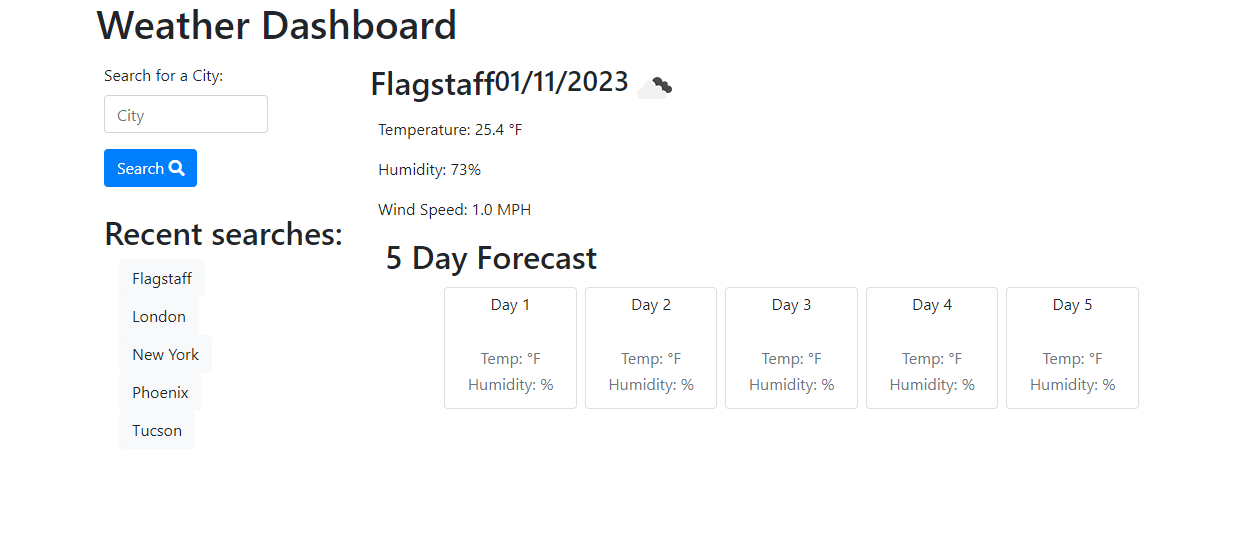 Weather Dashboard
Search for a City:
City
Search
Recent searches:
Flagstaff
London
New York
Phoenix
Tucson
Flagstaff01/11/2023
Temperature: 25.4 °F
Humidity: 73%
Wind Speed: 1.0 MPH
5 Day Forecast
Day 1
Temp: °F
Humidity: %
Day 2
Temp: °F
Humidity: %
Day 3
Temp: °F
Humidity: %
Day 4
Temp: °F
Humidity: %
Day 5
Temp: °F
Humidity: %